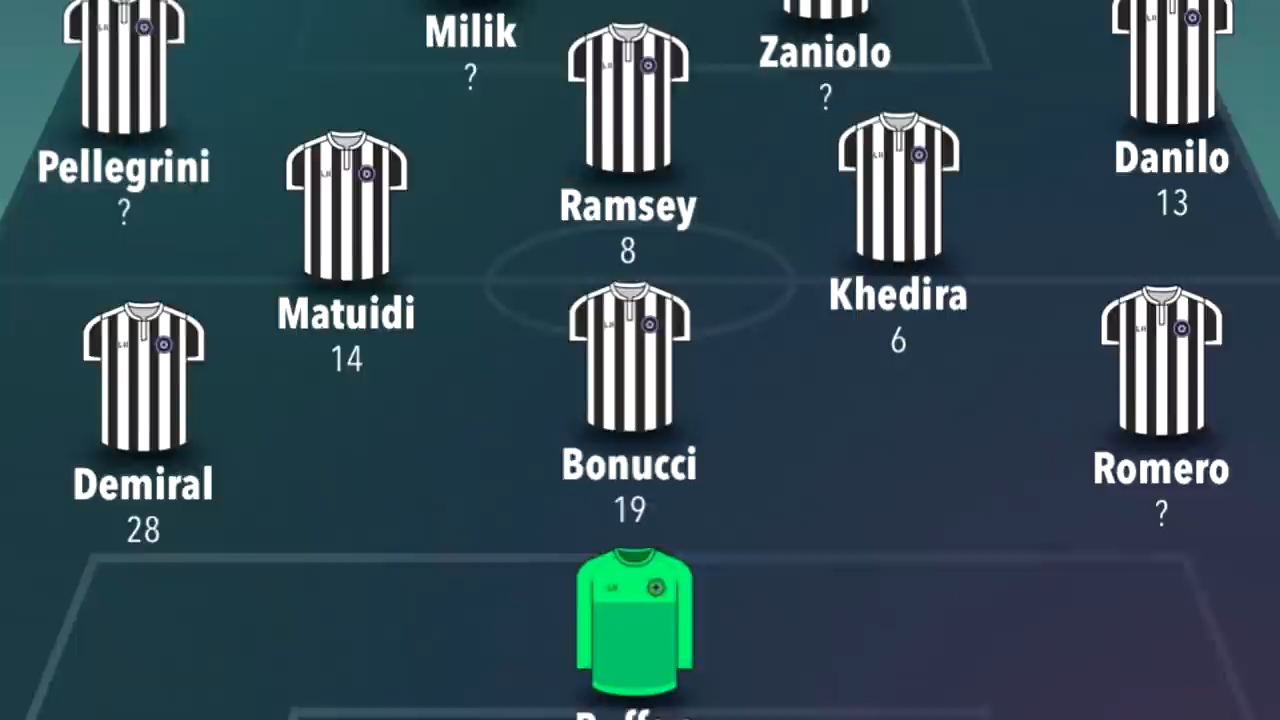 Milik
?
Zaniolo
?
Pellegrini
?
Danilo
13
Ramsey
8
Matuidi
14
Khedira
6
Demiral
28
Bonucci
19
Romero
?